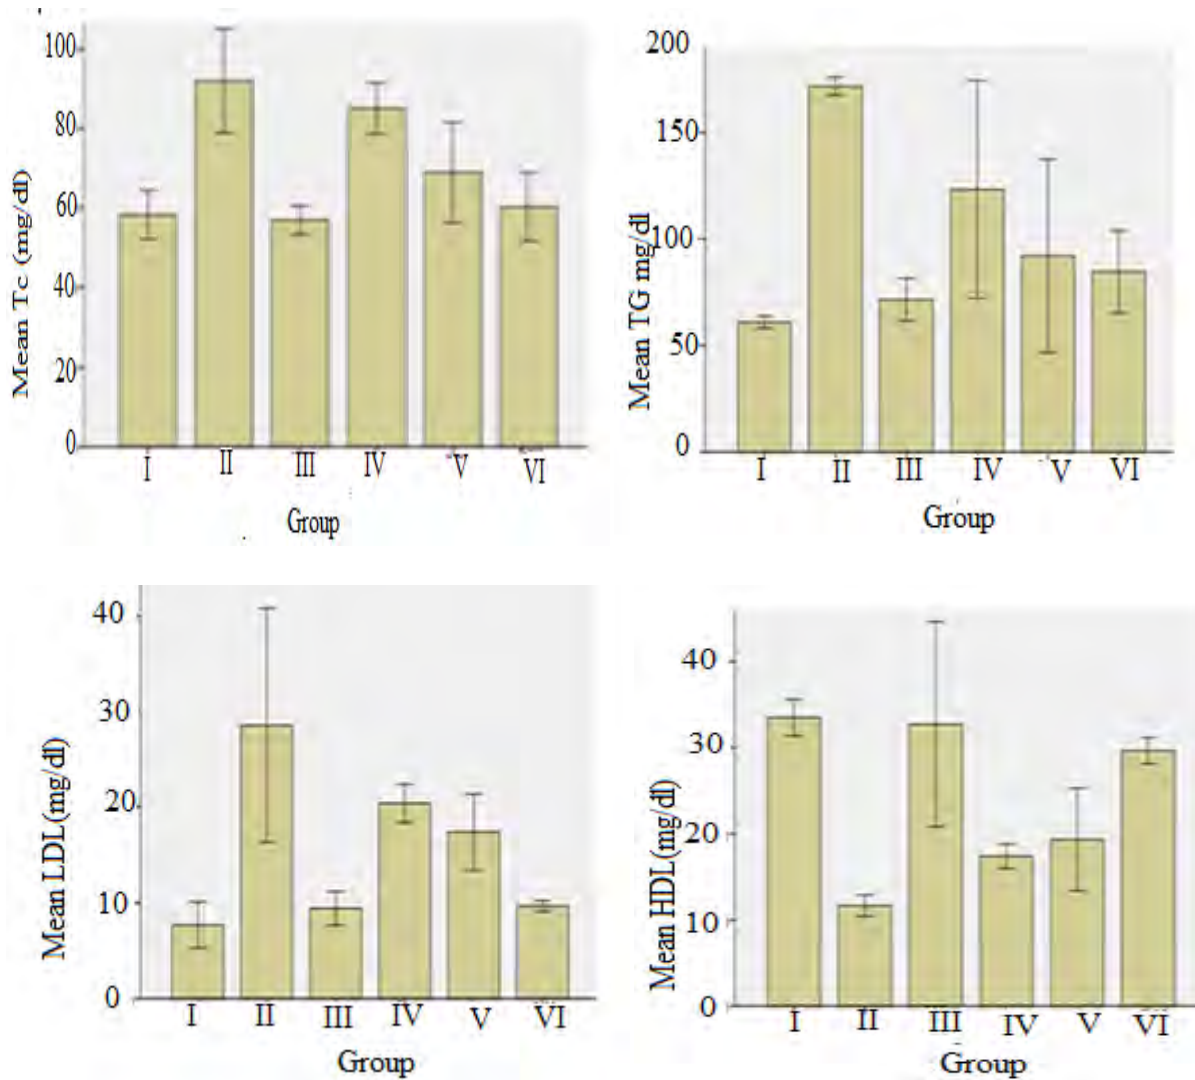 Mean Tc (mg/dl)
100
80
60
40
20
0
I II III IV V VI
Group
Mean TG mg/dl
200
150
100
50
0
I II III IV V VI
Group
Mean LDL(mg/dl)
40
30
20
10
0
I II III IV V VI
Group
Mean HDL(mg/dl)
40
30
20
10
0
I II III IV V VI
Group